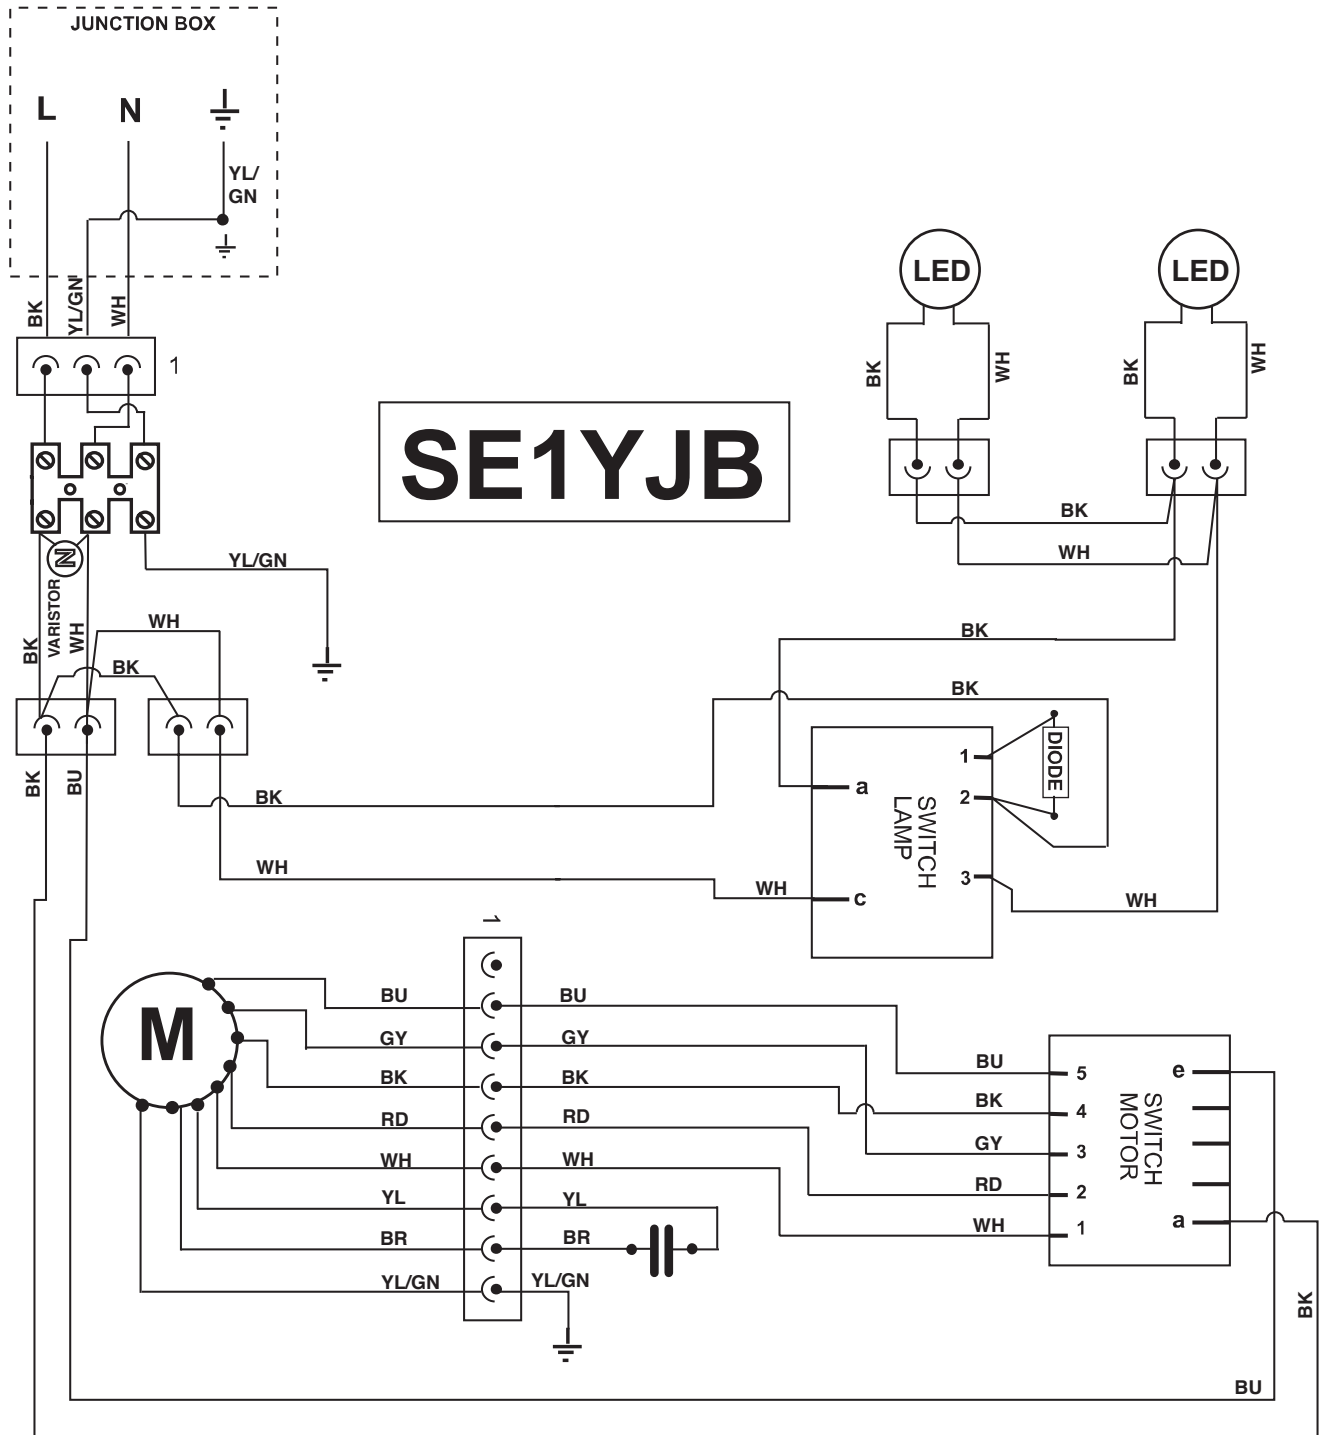 JUNCTION BOX
L
N
YL/
GN
BK
YL/GN
WH
1
LED
LED
BK
WH
BK
WH
SE1YJB
BK
WH
YL/GN
N
VARISTOR
BK
WH
WH
BK
BK
BK
BK
BU
BK
WH
WH
WH
1
2
3
a
c
SWITCH
LAMP
DIODE
1
M
BU
GY
BK
RD
WH
YL
BR
YL/GN
BU
GY
BK
RD
WH
YL
BR
YL/GN
BU
BK
GY
RD
WH
5
4
3
2
1
e
a
SWITCH
MOTOR
BK
BU